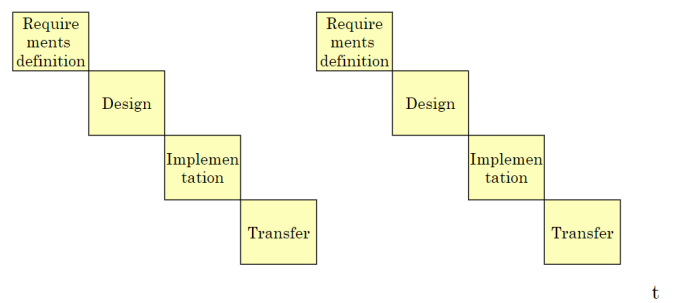 Require
ments
definition
Design
Implemen
tation
Transfer
Require
ments
definition
Design
Implemen
tation
Transfer
t